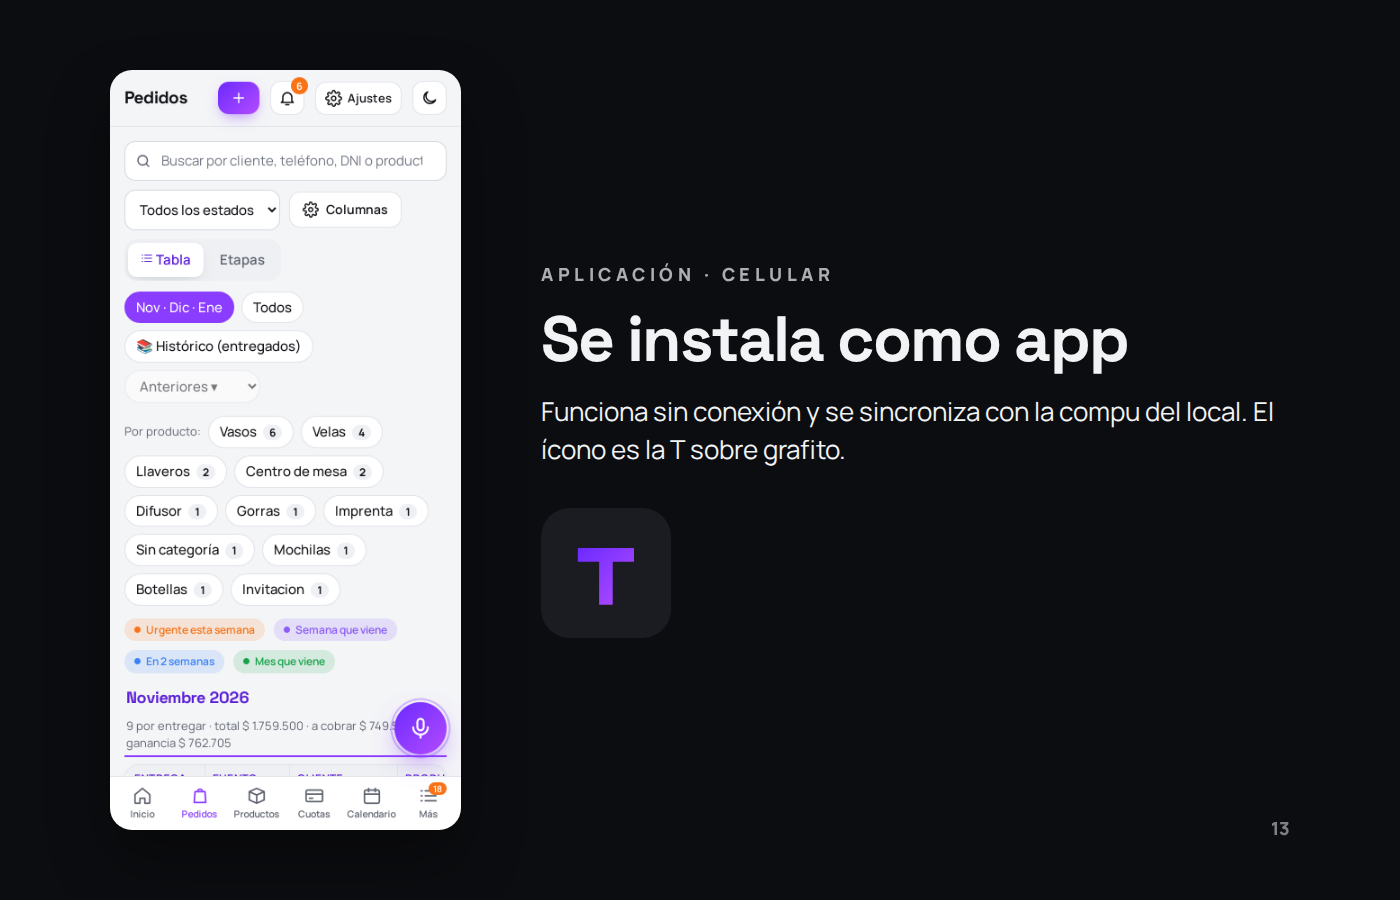 Pedidos
+
6
Ajustes
Buscar por cliente, teléfono, DNI o product
Todos los estados
Columnas
Tabla
Etapas
Nov · Dic · Ene
Todos
📚 Histórico (entregados)
Anteriores ▾
Por producto:
Vasos 6
Velas 4
Llaveros 2
Centro de mesa 2
Difusor 1
Gorras 1
Imprenta 1
Sin categoría 1
Mochilas 1
Botellas 1
Invitacion 1
Urgente esta semana
Semana que viene
En 2 semanas
Mes que viene
Noviembre 2026
9 por entregar · total $ 1.759.500 · a cobrar $ 749.
ganancia $ 762.705
ENTREGA EVENTO CLIENTE PRODU
Inicio
Pedidos
Productos
Cuotas
Calendario
18
Más
APLICACIÓN · CELULAR
Se instala como app
Funciona sin conexión y se sincroniza con la compu del local. El
ícono es la T sobre grafito.
T
13